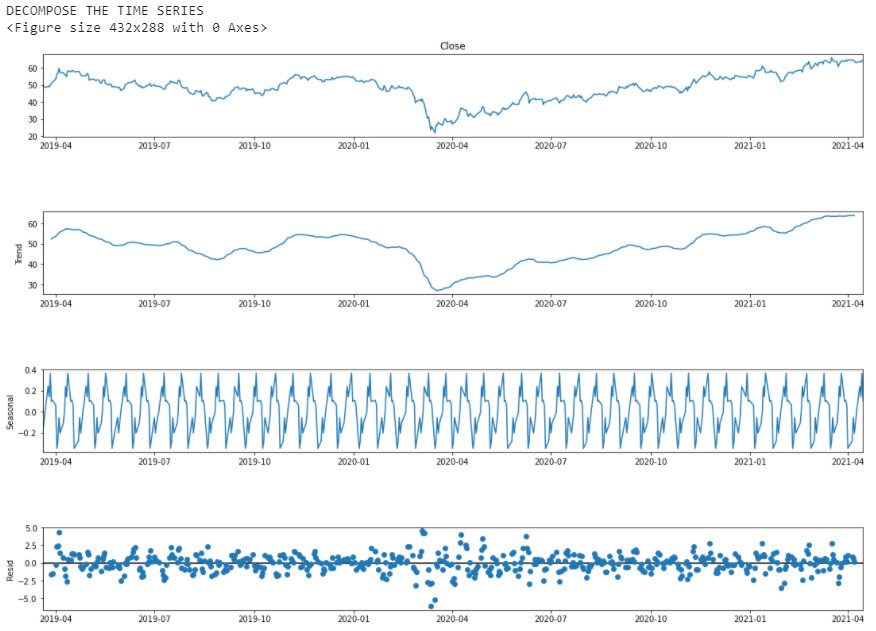 DECOMPOSE THE TIME SERIES
<Figure size 432x288 with 0 Axes>
Close
60
50
40
30
20
2019-04 2019-07 2019-10 2020-01 2020-04 2020-07 2020-10 2021-01 2021-04
Trend
60
50
40
30
2019-04 2019-07 2019-10 2020-01 2020-04 2020-07 2020-10 2021-01 2021-04
Seasonal
0.4
0.2
0.0
−0.2
2019-04 2019-07 2019-10 2020-01 2020-04 2020-07 2020-10 2021-01 2021-04
Resid
5.0
2.5
0.0
−2.5
−5.0
2019-04 2019-07 2019-10 2020-01 2020-04 2020-07 2020-10 2021-01 2021-04